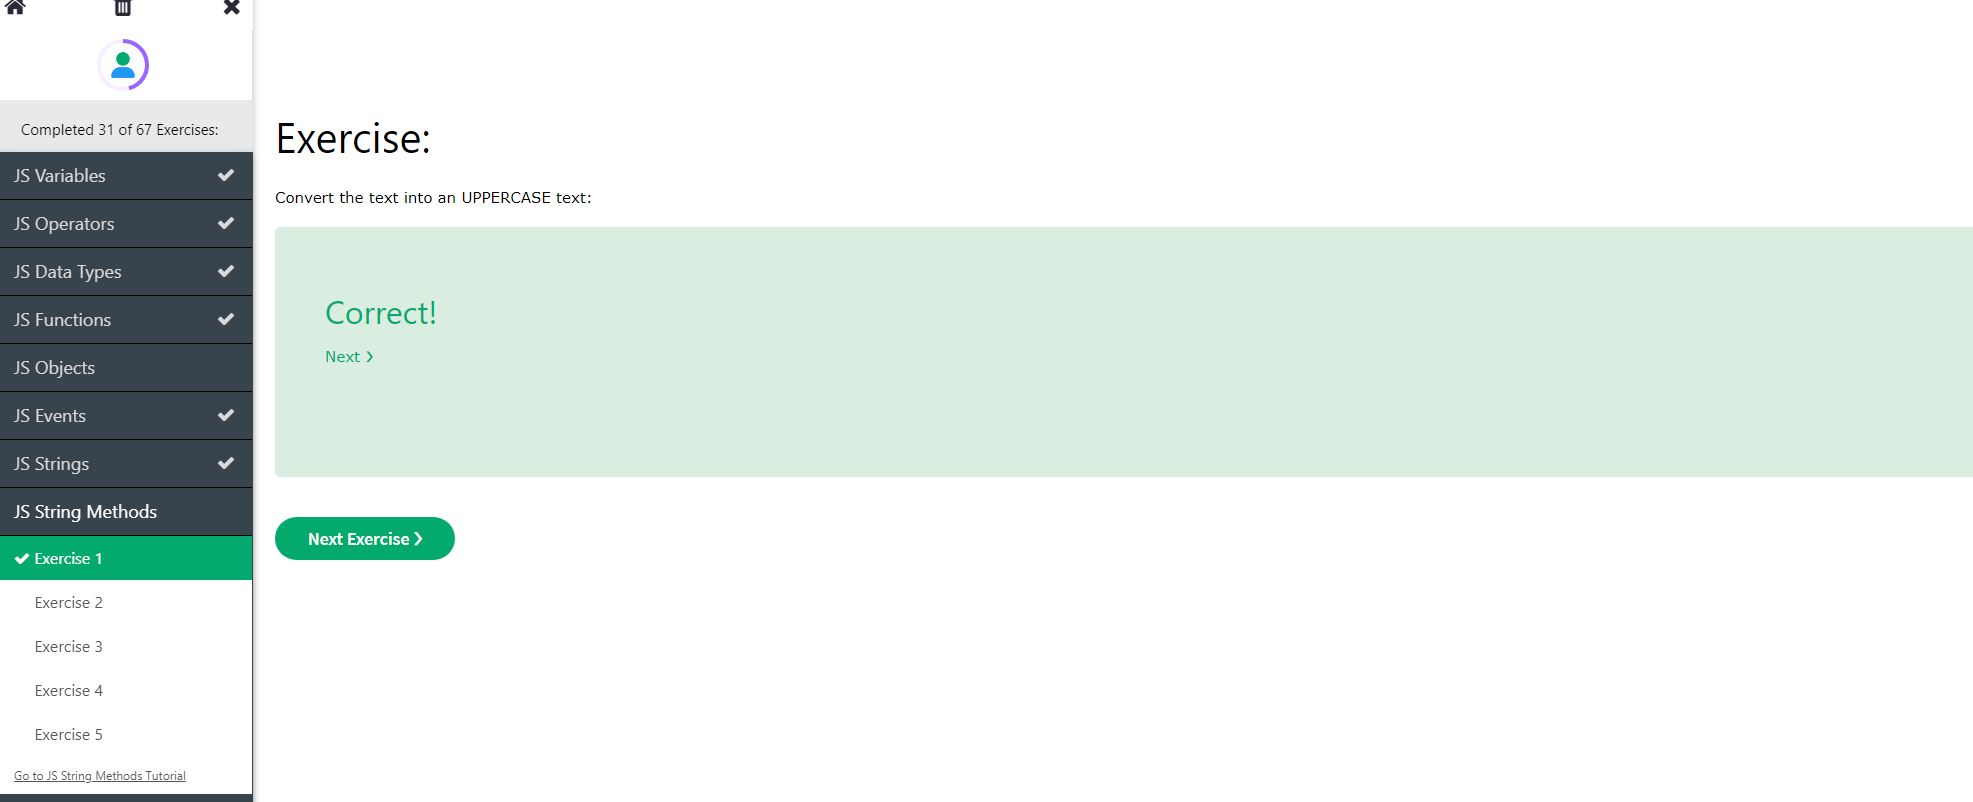 Completed 31 of 67 Exercises:
JS Variables
JS Operators
JS Data Types
JS Functions
JS Objects
JS Events
JS Strings
JS String Methods
Exercise 1
Exercise 2
Exercise 3
Exercise 4
Exercise 5
Go to JS String Methods Tutorial
Exercise:
Convert the text into an UPPERCASE text:
Correct!
Next ❯
Next Exercise ❯